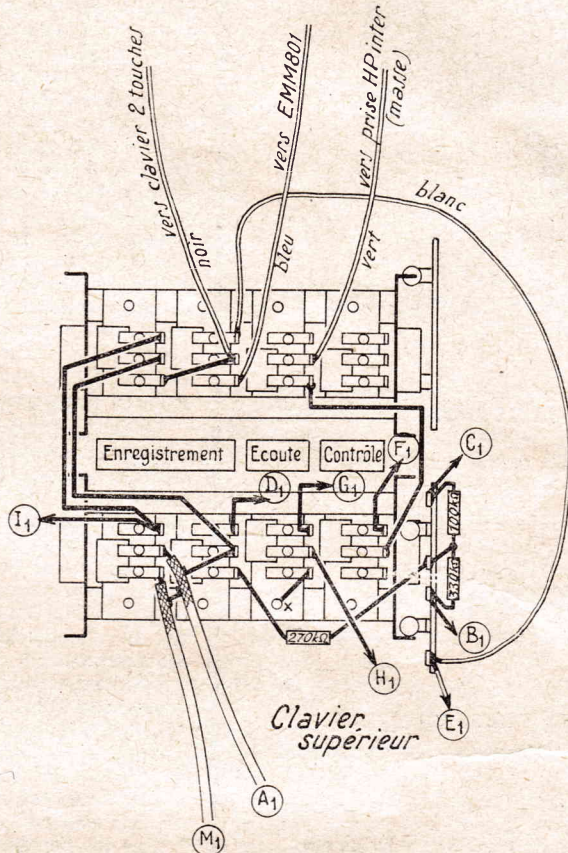 vers clavier 2 touches
noir
vers EMM801
bleu
vers prise HP inter
(masse)
vert
blanc
Enregistrement
Ecoute
Contrôle
D1
G1
F1
C1
I1
100kΩ
330kΩ
x
270kΩ
B1
H1
E1
Clavier
supérieur
A1
M1